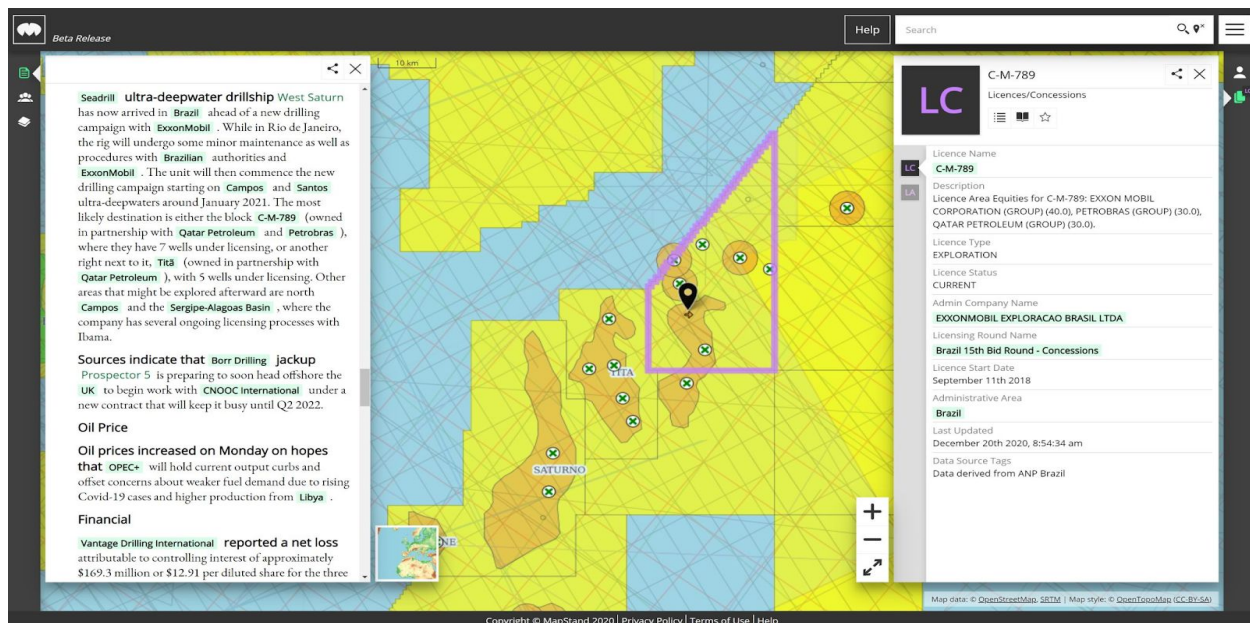 Beta Release
Help
Search
10 km
Seadrill ultra-deepwater drillship West Saturn
has now arrived in Brazil ahead of a new drilling
campaign with ExxonMobil . While in Rio de Janeiro,
the rig will undergo some minor maintenance as well as
procedures with Brazilian authorities and
ExxonMobil . The unit will then commence the new
drilling campaign starting on Campos and Santos
ultra-deepwaters around January 2021. The most
likely destination is either the block C-M-789 (owned
in partnership with Qatar Petroleum and Petrobras ),
where they have 7 wells under licensing, or another
right next to it, Titã (owned in partnership with
Qatar Petroleum ), with 5 wells under licensing. Other
areas that might be explored afterward are north
Campos and the Sergipe-Alagoas Basin , where the
company has several ongoing licensing processes with
Ibama.
Sources indicate that Borr Drilling jackup
Prospector 5 is preparing to soon head offshore the
UK to begin work with CNOOC International under a
new contract that will keep it busy until Q2 2022.
Oil Price
Oil prices increased on Monday on hopes
that OPEC+ will hold current output curbs and
offset concerns about weaker fuel demand due to rising
Covid-19 cases and higher production from Libya .
Financial
Vantage Drilling International reported a net loss
attributable to controlling interest of approximately
$169.3 million or $12.91 per diluted share for the three
TITA
SATURNO
NE
LC
C-M-789
Licences/Concessions
LC
LA
Licence Name
C-M-789
Description
Licence Area Equities for C-M-789: EXXON MOBIL
CORPORATION (GROUP) (40.0), PETROBRAS (GROUP) (30.0),
QATAR PETROLEUM (GROUP) (30.0).
Licence Type
EXPLORATION
Licence Status
CURRENT
Admin Company Name
EXXONMOBIL EXPLORACAO BRASIL LTDA
Licensing Round Name
Brazil 15th Bid Round - Concessions
Licence Start Date
September 11th 2018
Administrative Area
Brazil
Last Updated
December 20th 2020, 8:54:34 am
Data Source Tags
Data derived from ANP Brazil
Map data: © OpenStreetMap, SRTM | Map style: © OpenTopoMap (CC-BY-SA)
Copyright © MapStand 2020 | Privacy Policy | Terms of Use | Help